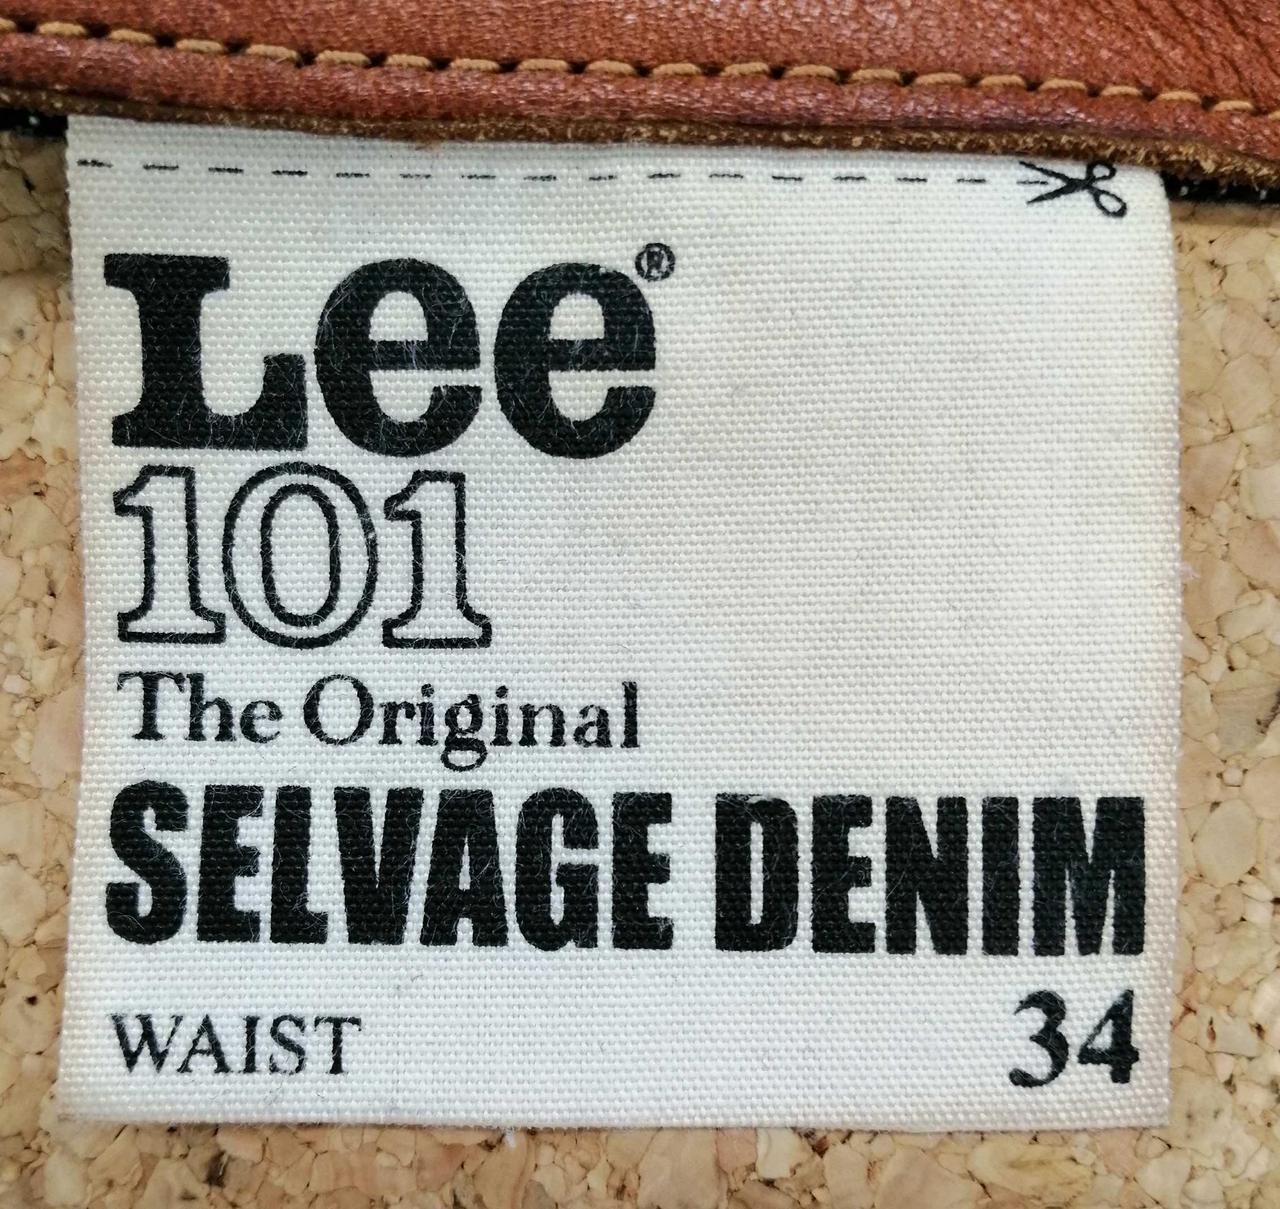 Lee®
101
The Original
SELVAGE DENIM
WAIST 34